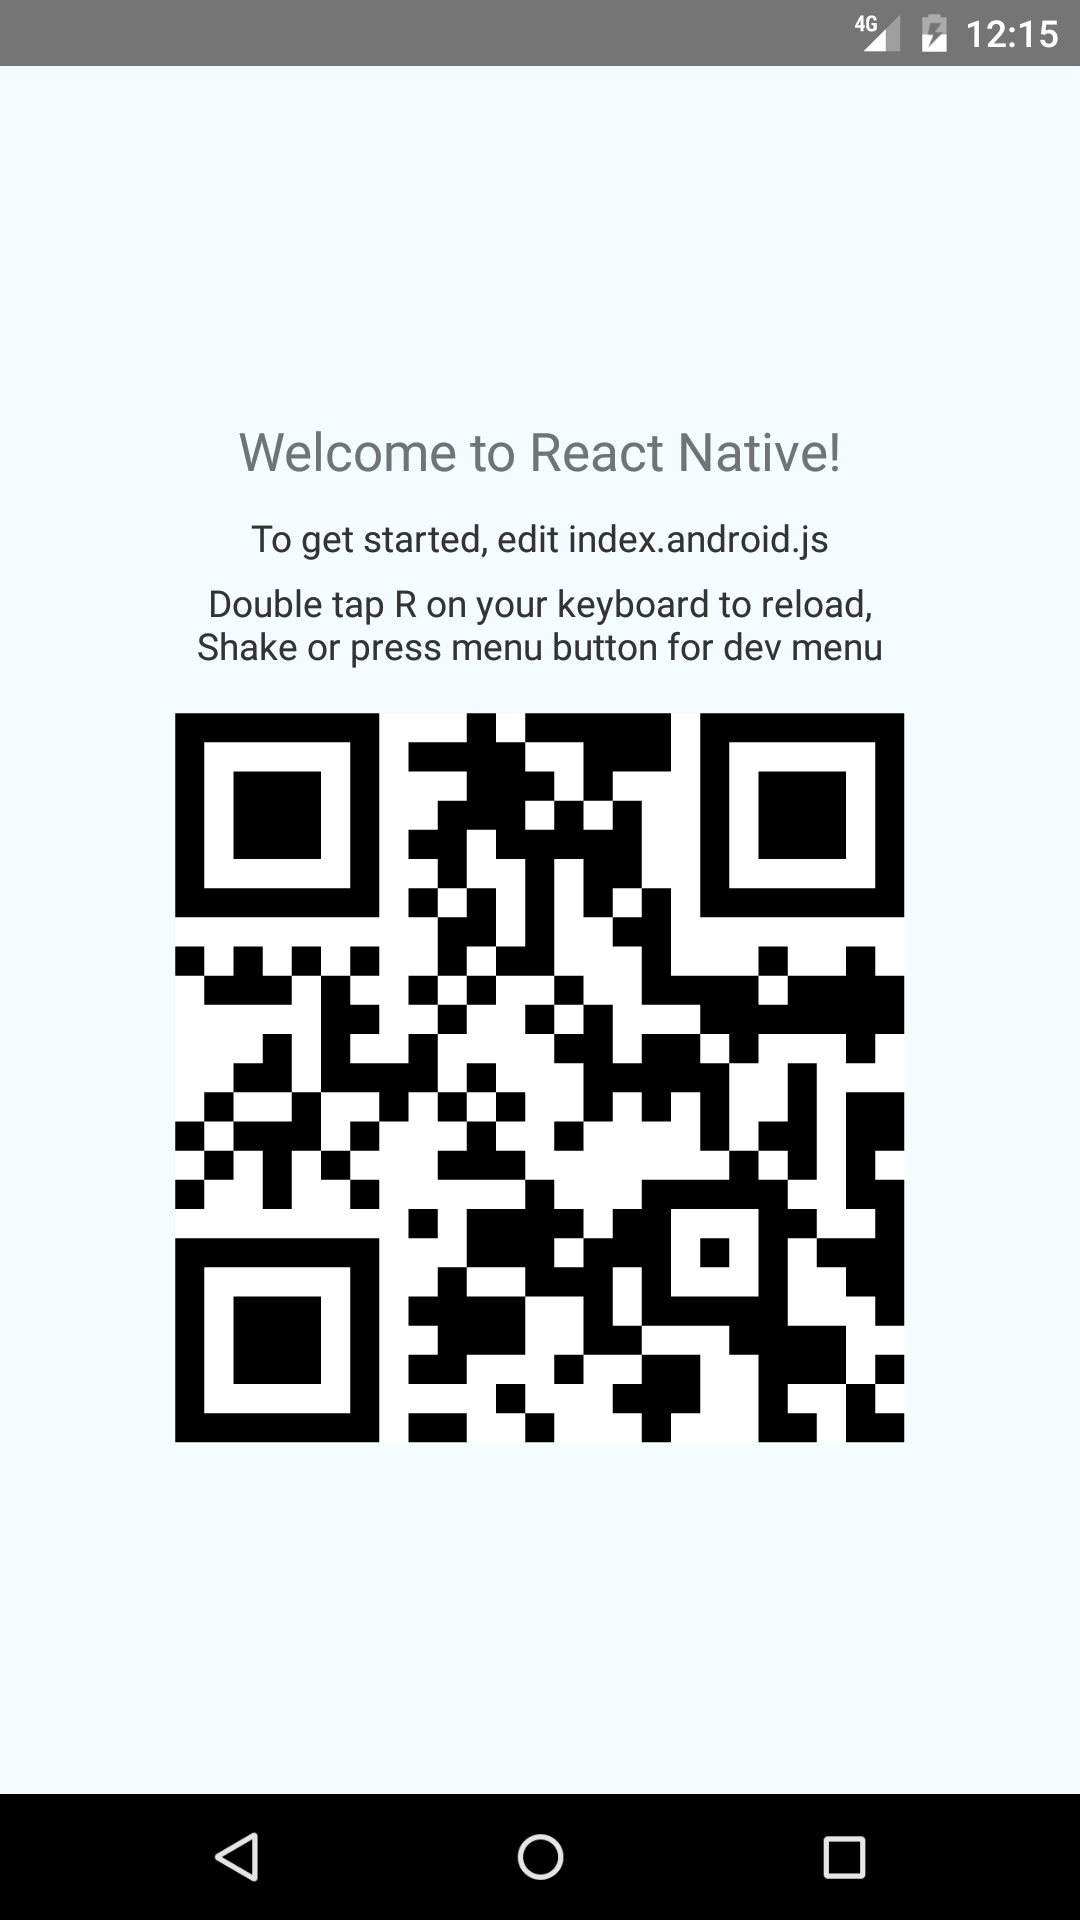 4G 12:15
Welcome to React Native!
To get started, edit index.android.js
Double tap R on your keyboard to reload,
Shake or press menu button for dev menu